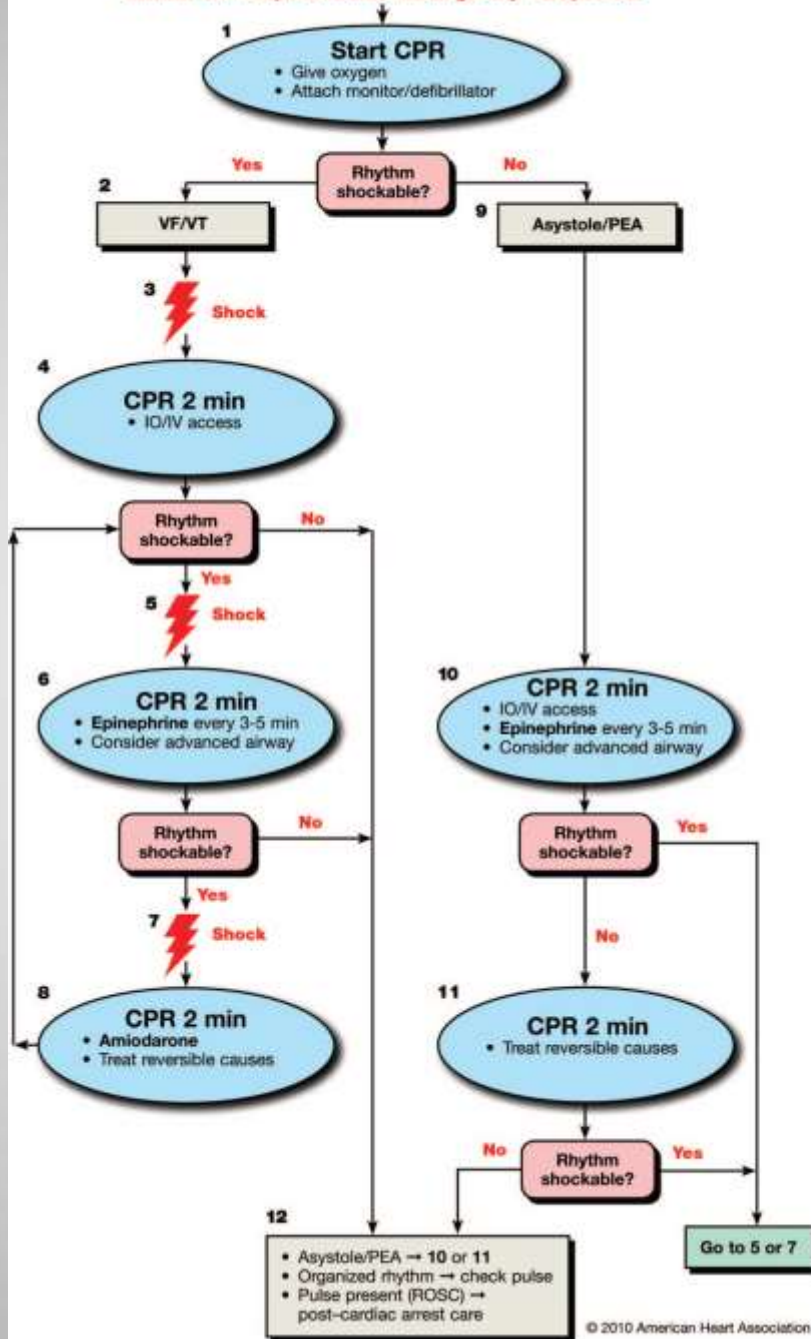 1
Start CPR
• Give oxygen
• Attach monitor/defibrillator
Rhythm
shockable?
Yes
No
2
VF/VT
9
Asystole/PEA
3
Shock
4
CPR 2 min
• IO/IV access
Rhythm
shockable?
No
Yes
5
Shock
6
CPR 2 min
• Epinephrine every 3-5 min
• Consider advanced airway
10
CPR 2 min
• IO/IV access
• Epinephrine every 3-5 min
• Consider advanced airway
Rhythm
shockable?
No
Yes
Rhythm
shockable?
Yes
No
7
Shock
8
CPR 2 min
• Amiodarone
• Treat reversible causes
11
CPR 2 min
• Treat reversible causes
No
Rhythm
shockable?
Yes
12
• Asystole/PEA → 10 or 11
• Organized rhythm → check pulse
• Pulse present (ROSC) →
post–cardiac arrest care
Go to 5 or 7
© 2010 American Heart Association